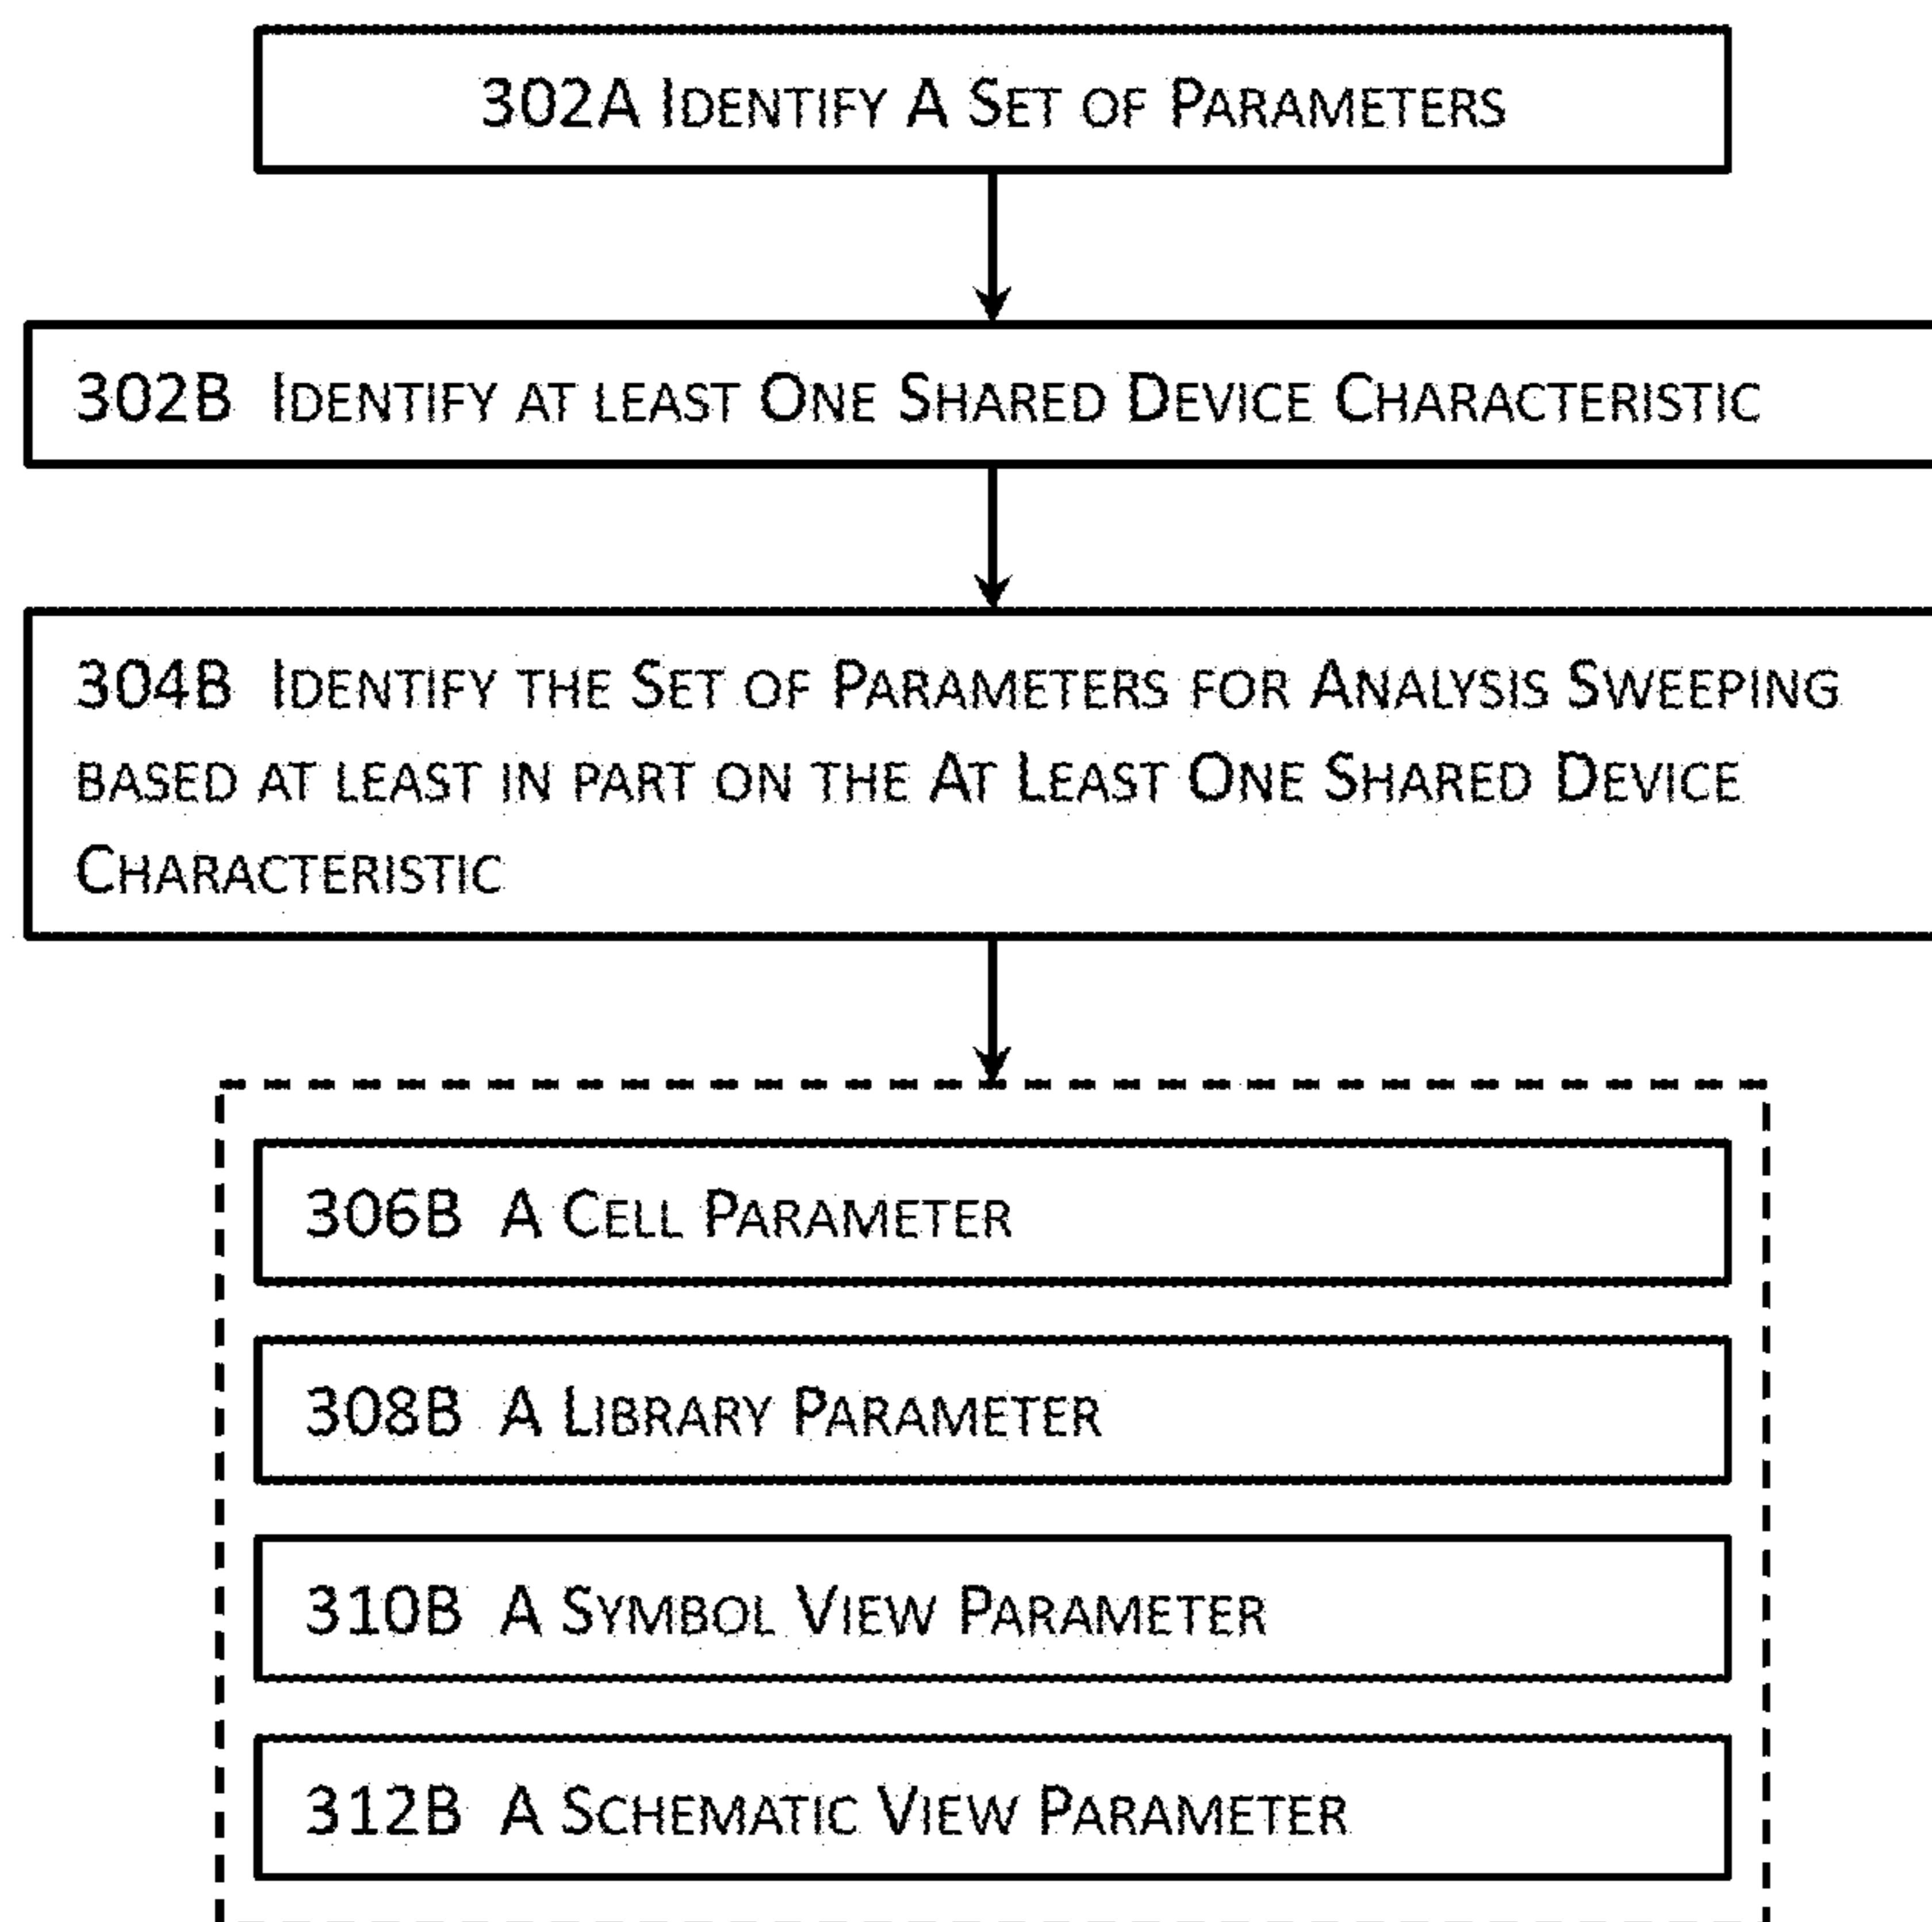 302A IDENTIFY A SET OF PARAMETERS
302B IDENTIFY AT LEAST ONE SHARED DEVICE CHARACTERISTIC
304B IDENTIFY THE SET OF PARAMETERS FOR ANALYSIS SWEEPING
BASED AT LEAST IN PART ON THE AT LEAST ONE SHARED DEVICE
CHARACTERISTIC
306B A CELL PARAMETER
308B A LIBRARY PARAMETER
310B A SYMBOL VIEW PARAMETER
312B A SCHEMATIC VIEW PARAMETER